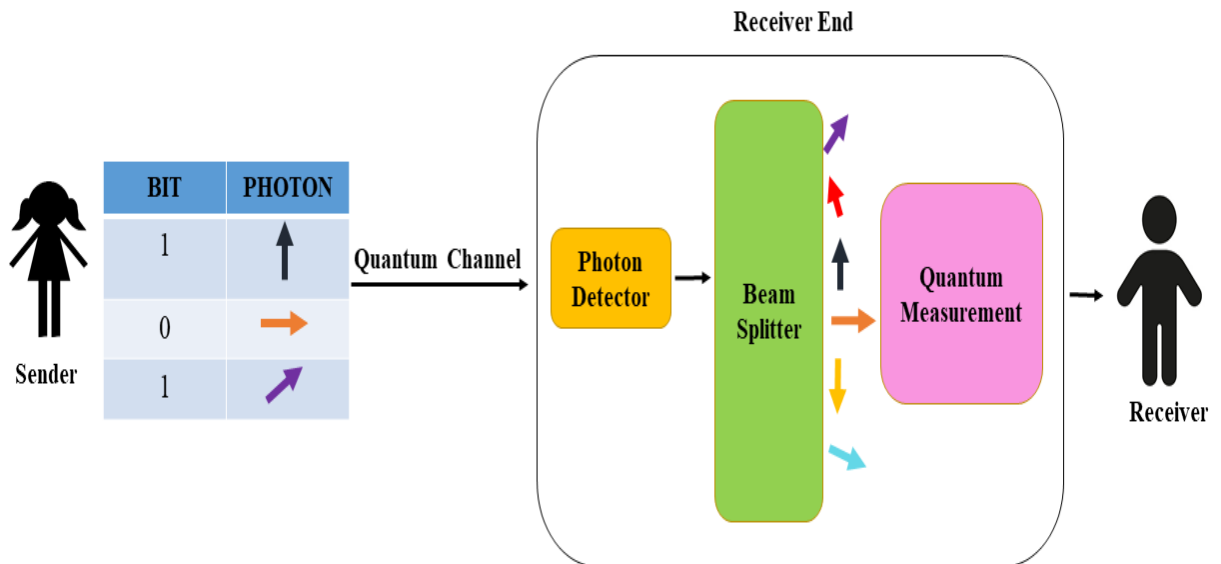 Receiver End
BIT PHOTON
1
0
1
Sender
Quantum Channel
Photon
Detector
Beam
Splitter
Quantum
Measurement
Receiver